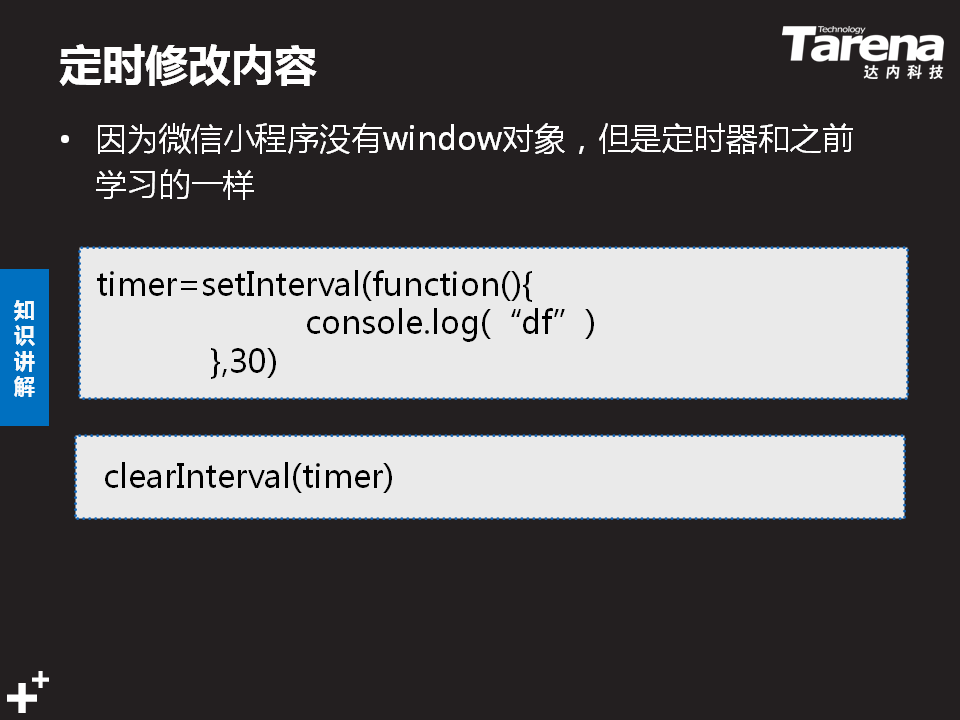 定时修改内容
Technology
Tarena
达内科技
• 因为微信小程序没有window对象，但是定时器和之前
学习的一样
timer=setInterval(function(){
console.log(“df”)
},30)
知
识
讲
解
clearInterval(timer)